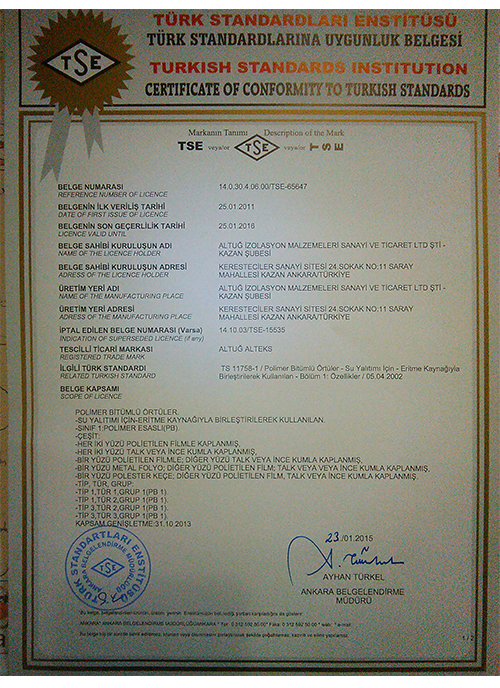 TÜRK STANDARDLARI ENSTİTÜSÜ
TÜRK STANDARDLARINA UYGUNLUK BELGESİ
TURKISH STANDARDS INSTITUTION
CERTIFICATE OF CONFORMITY TO TURKISH STANDARDS
TSE
Markanın Tanımı Description of the Mark
TSE veya/or TSE veya/or TSE
BELGE NUMARASI 14.0.30.4.06.00/TSE-65647
REFERENCE NUMBER OF LICENCE
BELGENİN İLK VERİLİŞ TARİHİ 25.01.2011
DATE OF FIRST ISSUE OF LICENCE
BELGENİN SON GEÇERLİLİK TARİHİ 25.01.2016
LICENCE VALID UNTIL
BELGE SAHİBİ KURULUŞUN ADI ALTUĞ İZOLASYON MALZEMELERİ SANAYİ VE TİCARET LTD ŞTİ -
NAME OF THE LICENCE HOLDER KAZAN ŞUBESİ
BELGE SAHİBİ KURULUŞUN ADRESİ KERESTECİLER SANAYİ SİTESİ 24.SOKAK NO:11 SARAY
ADRESS OF THE LICENCE HOLDER MAHALLESİ KAZAN ANKARA/TÜRKİYE
ÜRETİM YERİ ADI ALTUĞ İZOLASYON MALZEMELERİ SANAYİ VE TİCARET LTD ŞTİ -
NAME OF THE MANUFACTURING PLACE KAZAN ŞUBESİ
ÜRETİM YERİ ADRESİ KERESTECİLER SANAYİ SİTESİ 24.SOKAK NO:11 SARAY
ADRESS OF THE MANUFACTURING PLACE MAHALLESİ KAZAN ANKARA/TÜRKİYE
İPTAL EDİLEN BELGE NUMARASI (Varsa) 14.10.03/TSE-15535
INDICATION OF SUPERSEDED LICENCE (if any)
TESCİLLİ TİCARİ MARKASI ALTUĞ ALTEKS
REGISTERED TRADE MARK
İLGİLİ TÜRK STANDARDI TS 11758-1 / Polimer Bitümlü Örtüler - Su Yalıtımı İçin - Eritme Kaynağıyla
RELATED TURKISH STANDARD Birleştirilerek Kullanılan - Bölüm 1: Özellikler / 05.04.2002
BELGE KAPSAMI
SCOPE OF LICENCE
POLİMER BİTÜMLÜ ÖRTÜLER.
-SU YALITIMI İÇİN-ERİTME KAYNAĞIYLA BİRLEŞTİRİLEREK KULLANILAN.
-SINIF 1:POLİMER ESASLI(PB).
-ÇEŞİT:
-HER İKİ YÜZÜ POLİETİLEN FİLMLE KAPLANMIŞ,
-HER İKİ YÜZÜ TALK VEYA İNCE KUMLA KAPLANMIŞ,
-BİR YÜZÜ POLİETİLEN FİLMLE; DİĞER YÜZÜ TALK VEYA İNCE KUMLA KAPLANMIŞ,
-BİR YÜZÜ METAL FOLYO; DİĞER YÜZÜ POLİETİLEN FİLM; TALK VEYA VEYA İNCE KUMLA KAPLANMIŞ,
-BİR YÜZÜ POLYESTER KEÇE; DİĞER YÜZÜ POLİETİLEN FİLM, TALK VEYA İNCE KUMLA KAPLANMIŞ.
-TİP, TÜR, GRUP:
-TİP 1,TÜR 2,GRUP 1(PB 1).
-TİP 3,TÜR 2,GRUP 1(PB 1).
-TİP 3,TÜR 3,GRUP 1(PB 1).
KAPSAM GENİŞLETME:31.10.2013
23/01/2015
TÜRK STANDARTLARI ENSTİTÜSÜ
ANKARA BELGELENDİRME MÜDÜRLÜĞÜ
TSE
AYHAN TÜRKEL
ANKARA BELGELENDİRME
MÜDÜRÜ
1/2